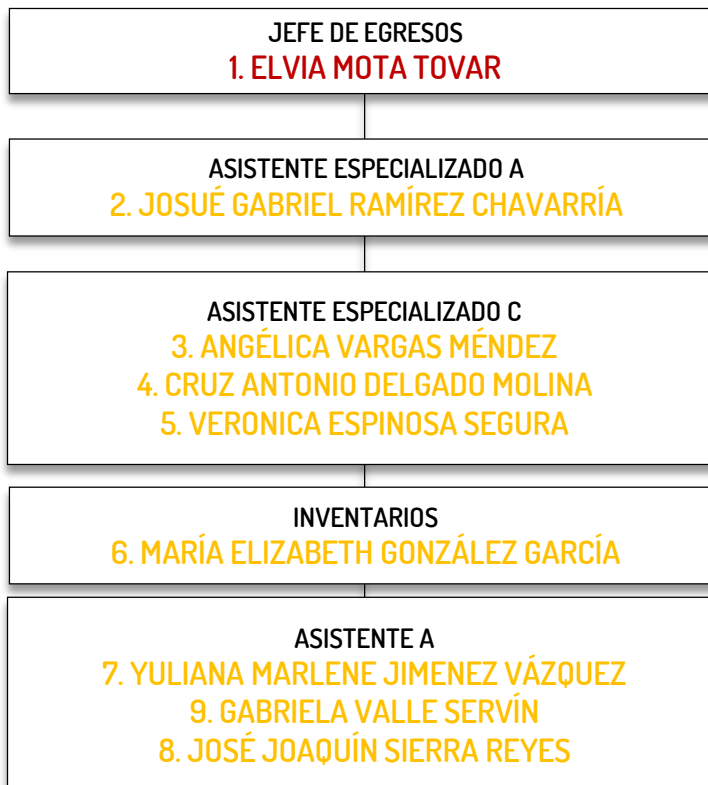 JEFE DE EGRESOS
1. ELVIA MOTA TOVAR
ASISTENTE ESPECIALIZADO A
2. JOSUÉ GABRIEL RAMÍREZ CHAVARRÍA
ASISTENTE ESPECIALIZADO C
3. ANGÉLICA VARGAS MÉNDEZ
4. CRUZ ANTONIO DELGADO MOLINA
5. VERONICA ESPINOSA SEGURA
INVENTARIOS
6. MARÍA ELIZABETH GONZÁLEZ GARCÍA
ASISTENTE A
7. YULIANA MARLENE JIMENEZ VÁZQUEZ
9. GABRIELA VALLE SERVÍN
8. JOSÉ JOAQUÍN SIERRA REYES